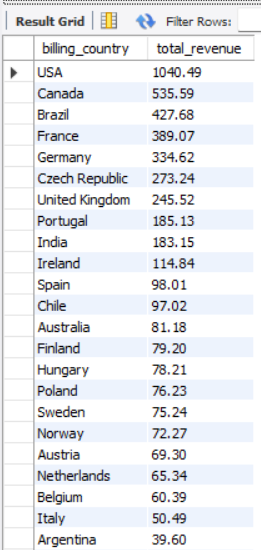 Result Grid Filter Rows:
billing_country total_revenue
USA 1040.49
Canada 535.59
Brazil 427.68
France 389.07
Germany 334.62
Czech Republic 273.24
United Kingdom 245.52
Portugal 185.13
India 183.15
Ireland 114.84
Spain 98.01
Chile 97.02
Australia 81.18
Finland 79.20
Hungary 78.21
Poland 76.23
Sweden 75.24
Norway 72.27
Austria 69.30
Netherlands 65.34
Belgium 60.39
Italy 50.49
Argentina 39.60